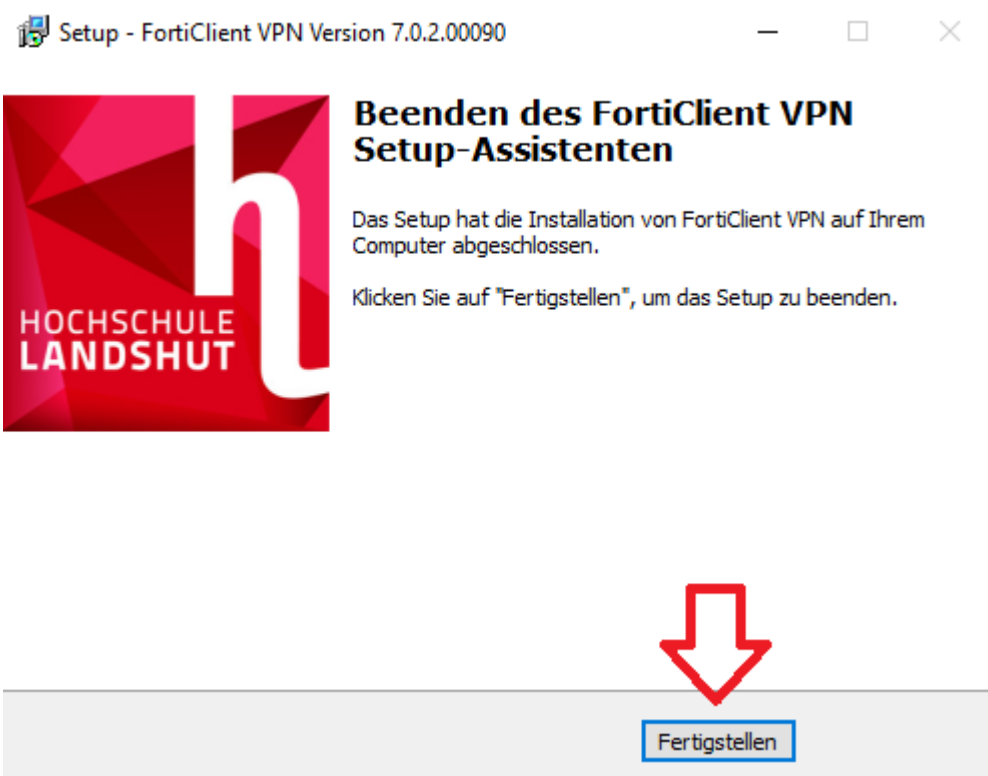 Setup - FortiClient VPN Version 7.0.2.00090
Beenden des FortiClient VPN
Setup-Assistenten
Das Setup hat die Installation von FortiClient VPN auf Ihrem
Computer abgeschlossen.
Klicken Sie auf "Fertigstellen", um das Setup zu beenden.
HOCHSCHULE
LANDSHUT
Fertigstellen